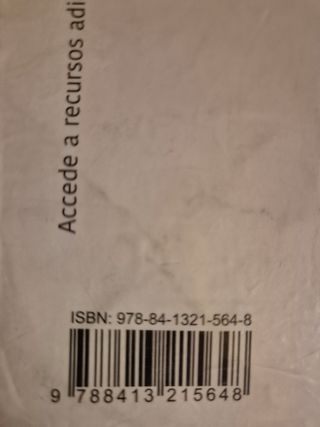 Accede a recursos adi
ISBN: 978-84-1321-564-8
9 788413 215648